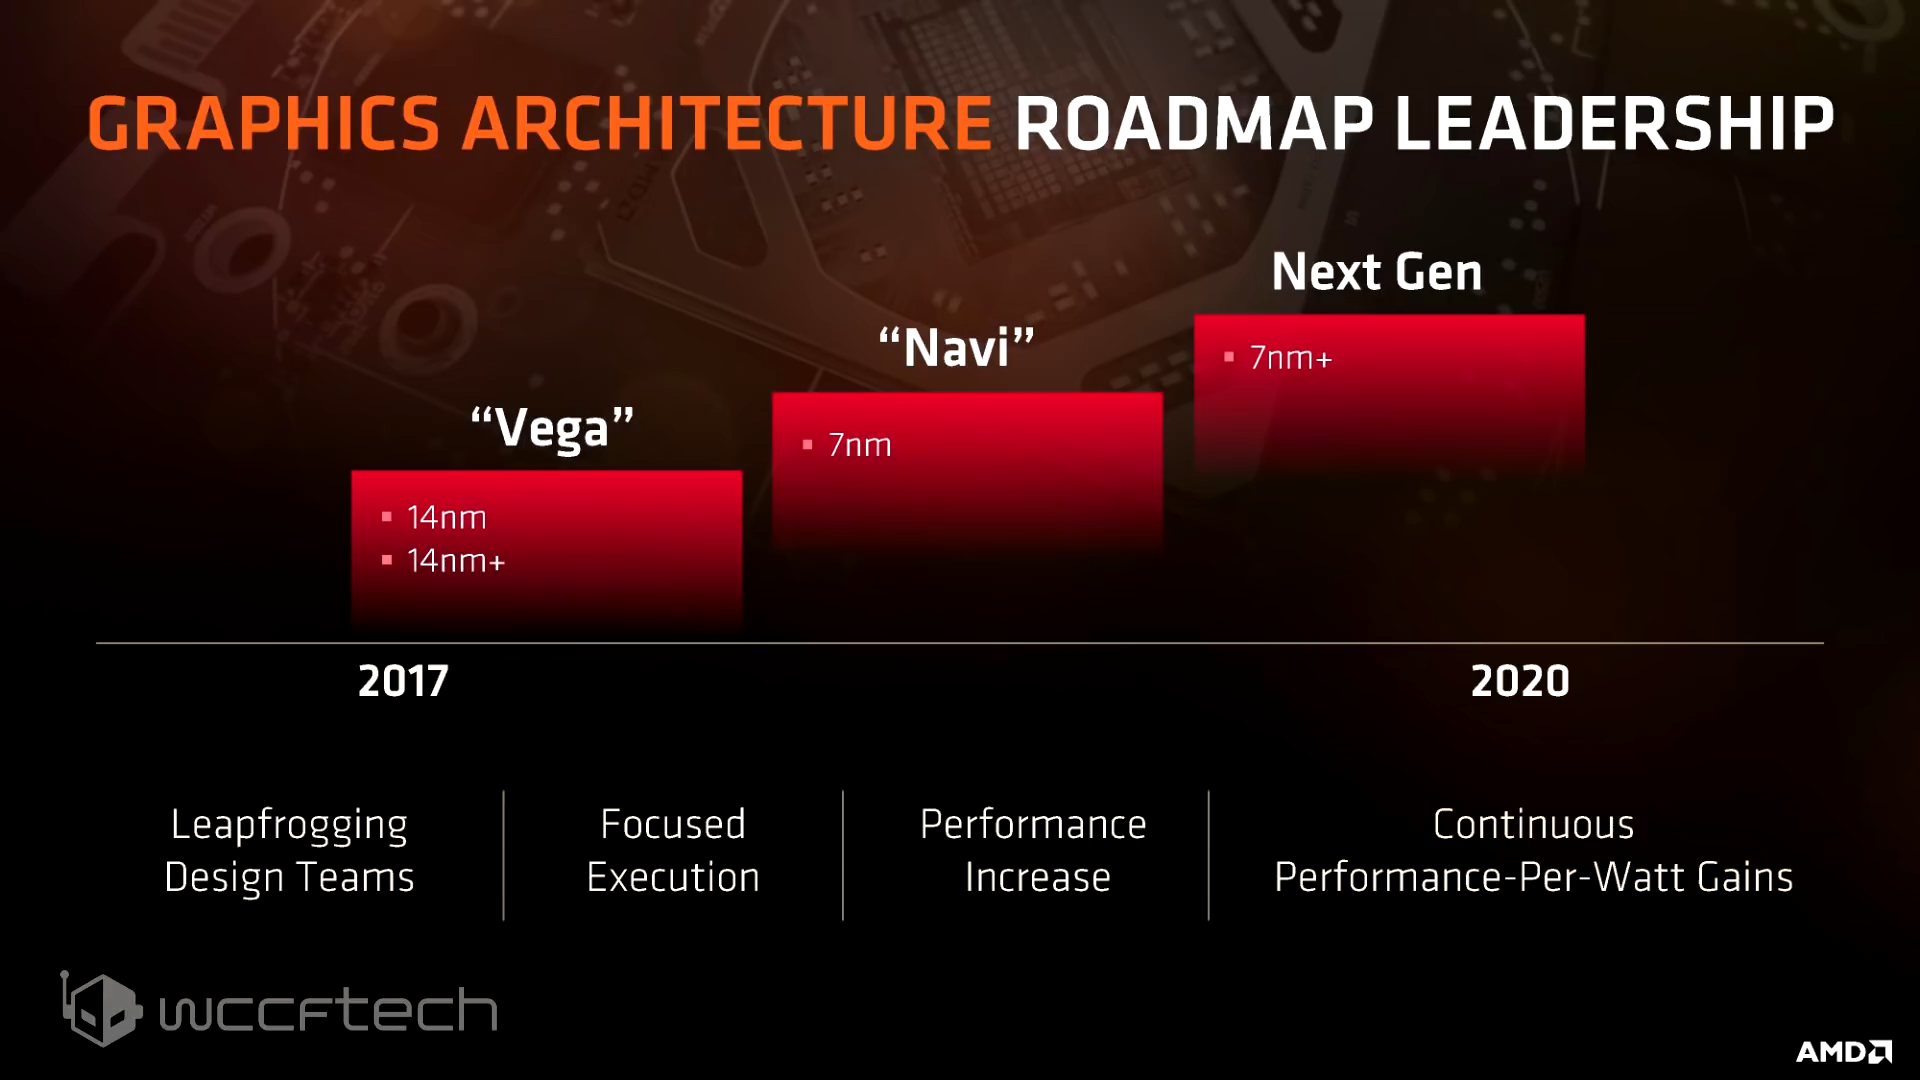 GRAPHICS ARCHITECTURE ROADMAP LEADERSHIP
Next Gen
▪ 7nm+
“Navi”
▪ 7nm
“Vega”
▪ 14nm
▪ 14nm+
2017
2020
Leapfrogging
Design Teams
Focused
Execution
Performance
Increase
Continuous
Performance-Per-Watt Gains
wccftech
AMD